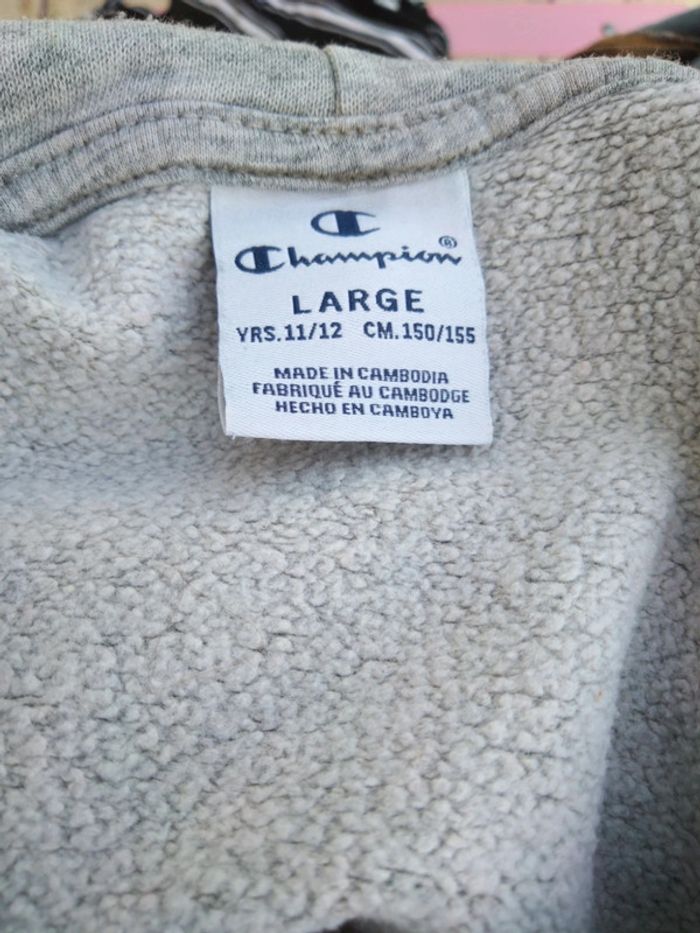 Champion®
LARGE
YRS.11/12 CM.150/155
MADE IN CAMBODIA
FABRIQUÉ AU CAMBODGE
HECHO EN CAMBOYA